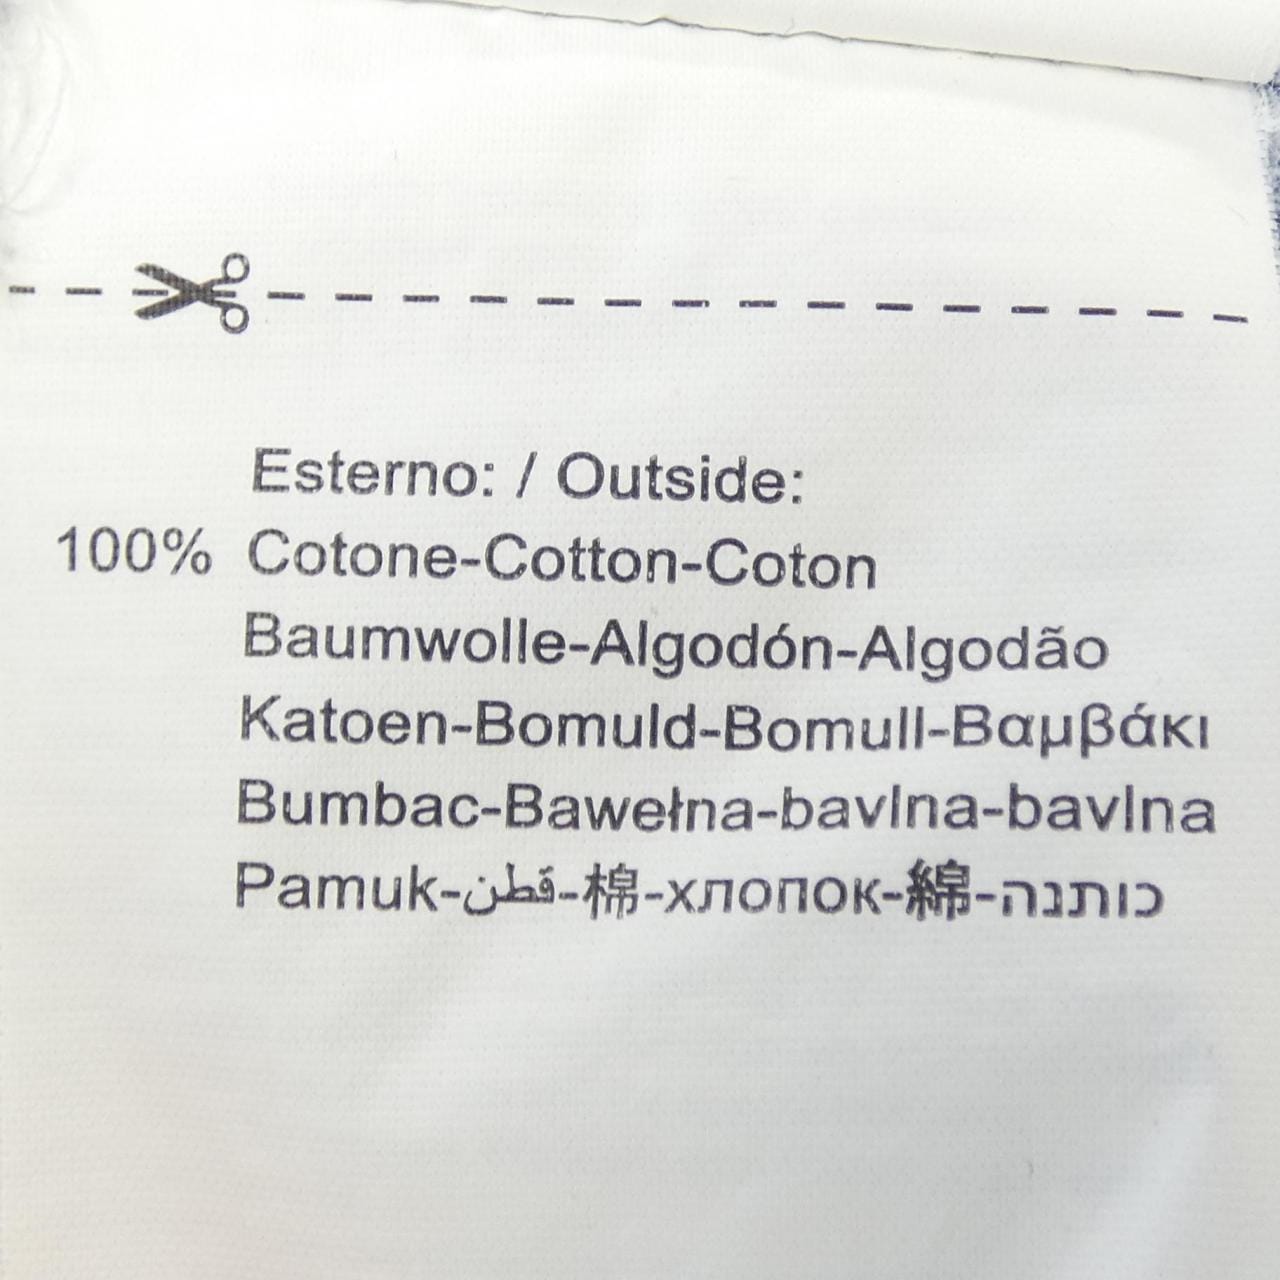 Esterno: / Outside:
100% Cotone-Cotton-Coton
Baumwolle-Algodón-Algodão
Katoen-Bomuld-Bomull-Βαμβάκι
Bumbac-Bawełna-bavlna-bavlna
Pamuk-قطن-棉-хлопок-綿-כותנה